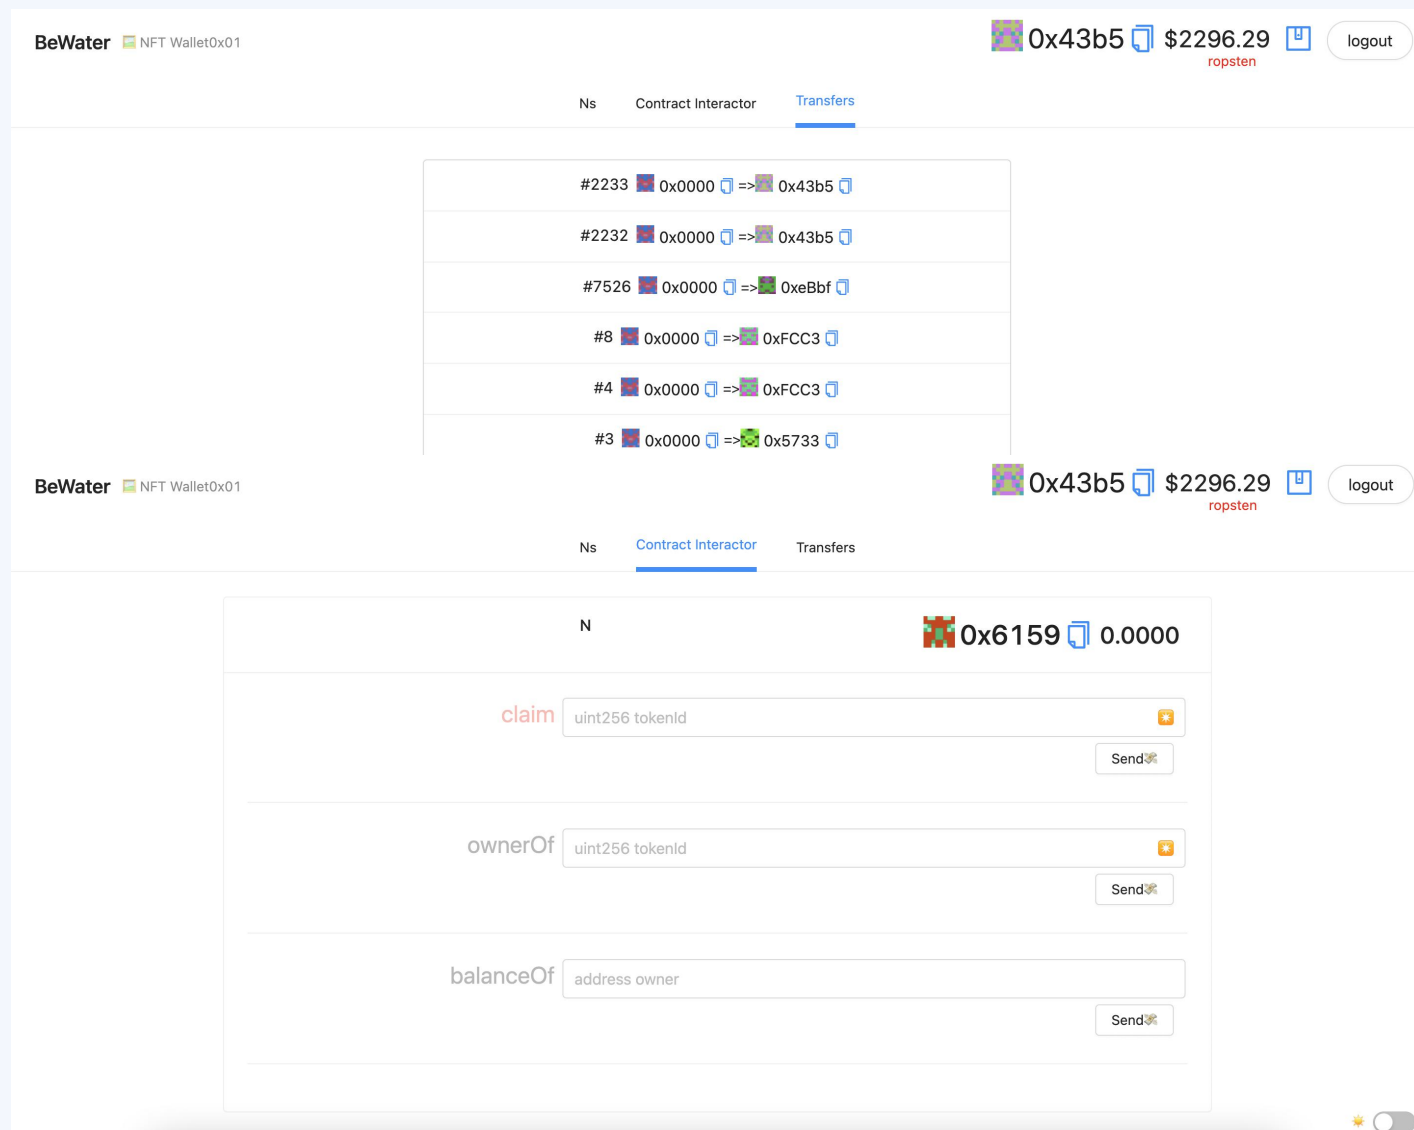 BeWater NFT Wallet0x01 0x43b5 $2296.29 logout
ropsten
Ns Contract Interactor Transfers
#2233 0x0000 => 0x43b5
#2232 0x0000 => 0x43b5
#7526 0x0000 => 0xeBbf
#8 0x0000 => 0xFCC3
#4 0x0000 => 0xFCC3
#3 0x0000 => 0x5733
BeWater NFT Wallet0x01 0x43b5 $2296.29 logout
ropsten
Ns Contract Interactor Transfers
N 0x6159 0.0000
claim uint256 tokenId
Send
ownerOf uint256 tokenId
Send
balanceOf address owner
Send